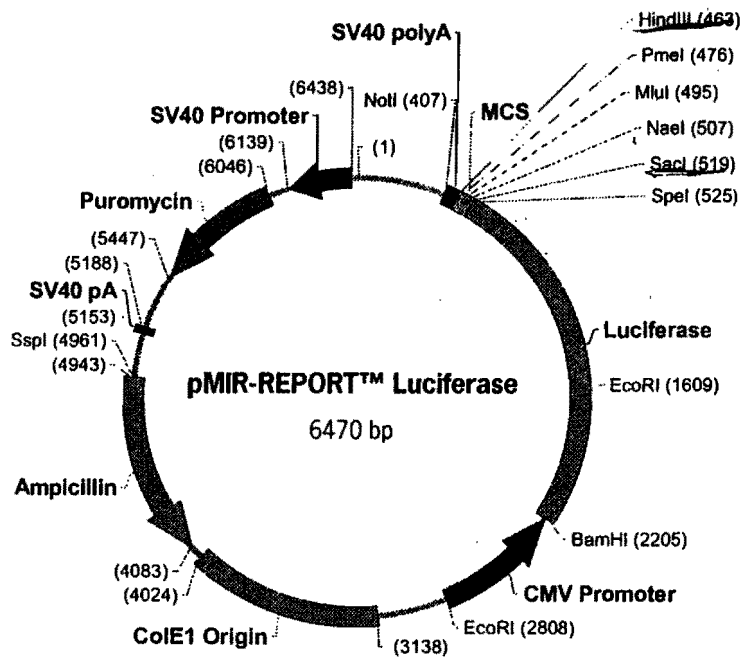 SV40 polyA
HindIII (463)
PmeI (476)
MluI (495)
NaeI (507)
SacI (519)
SpeI (525)
MCS
NotI (407)
(1)
(6438)
SV40 Promoter
(6139)
(6046)
Puromycin
(5447)
(5188)
SV40 pA
(5153)
SspI (4961)
(4943)
Luciferase
EcoRI (1609)
pMIR-REPORT™ Luciferase
6470 bp
Ampicillin
BamHI (2205)
(4083)
(4024)
CMV Promoter
ColE1 Origin
EcoRI (2808)
(3138)